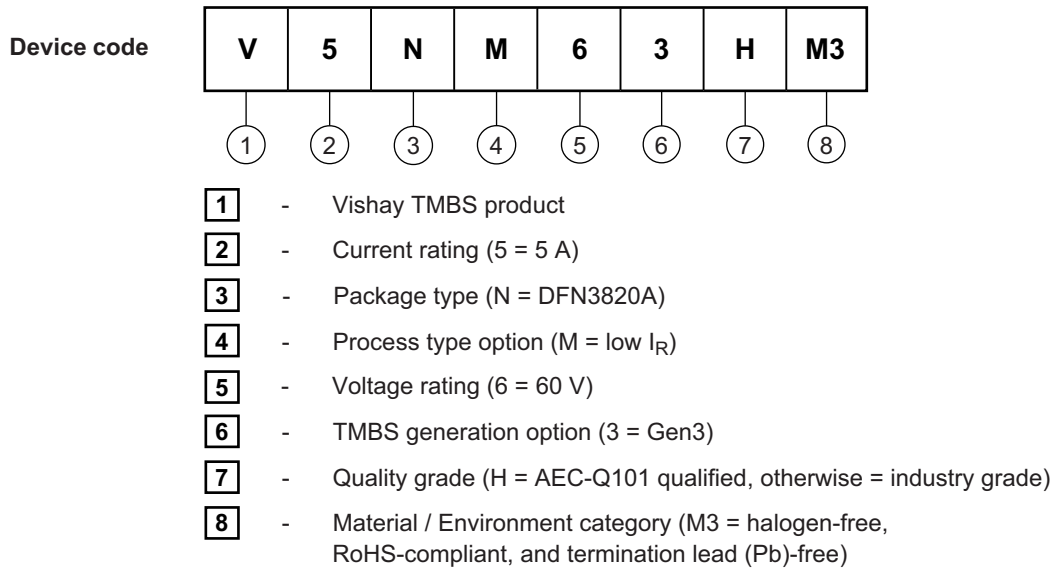 Device code V 5 N M 6 3 H M3
1 2 3 4 5 6 7 8
1 - Vishay TMBS product
2 - Current rating (5 = 5 A)
3 - Package type (N = DFN3820A)
4 - Process type option (M = low IR)
5 - Voltage rating (6 = 60 V)
6 - TMBS generation option (3 = Gen3)
7 - Quality grade (H = AEC-Q101 qualified, otherwise = industry grade)
8 - Material / Environment category (M3 = halogen-free,
RoHS-compliant, and termination lead (Pb)-free)